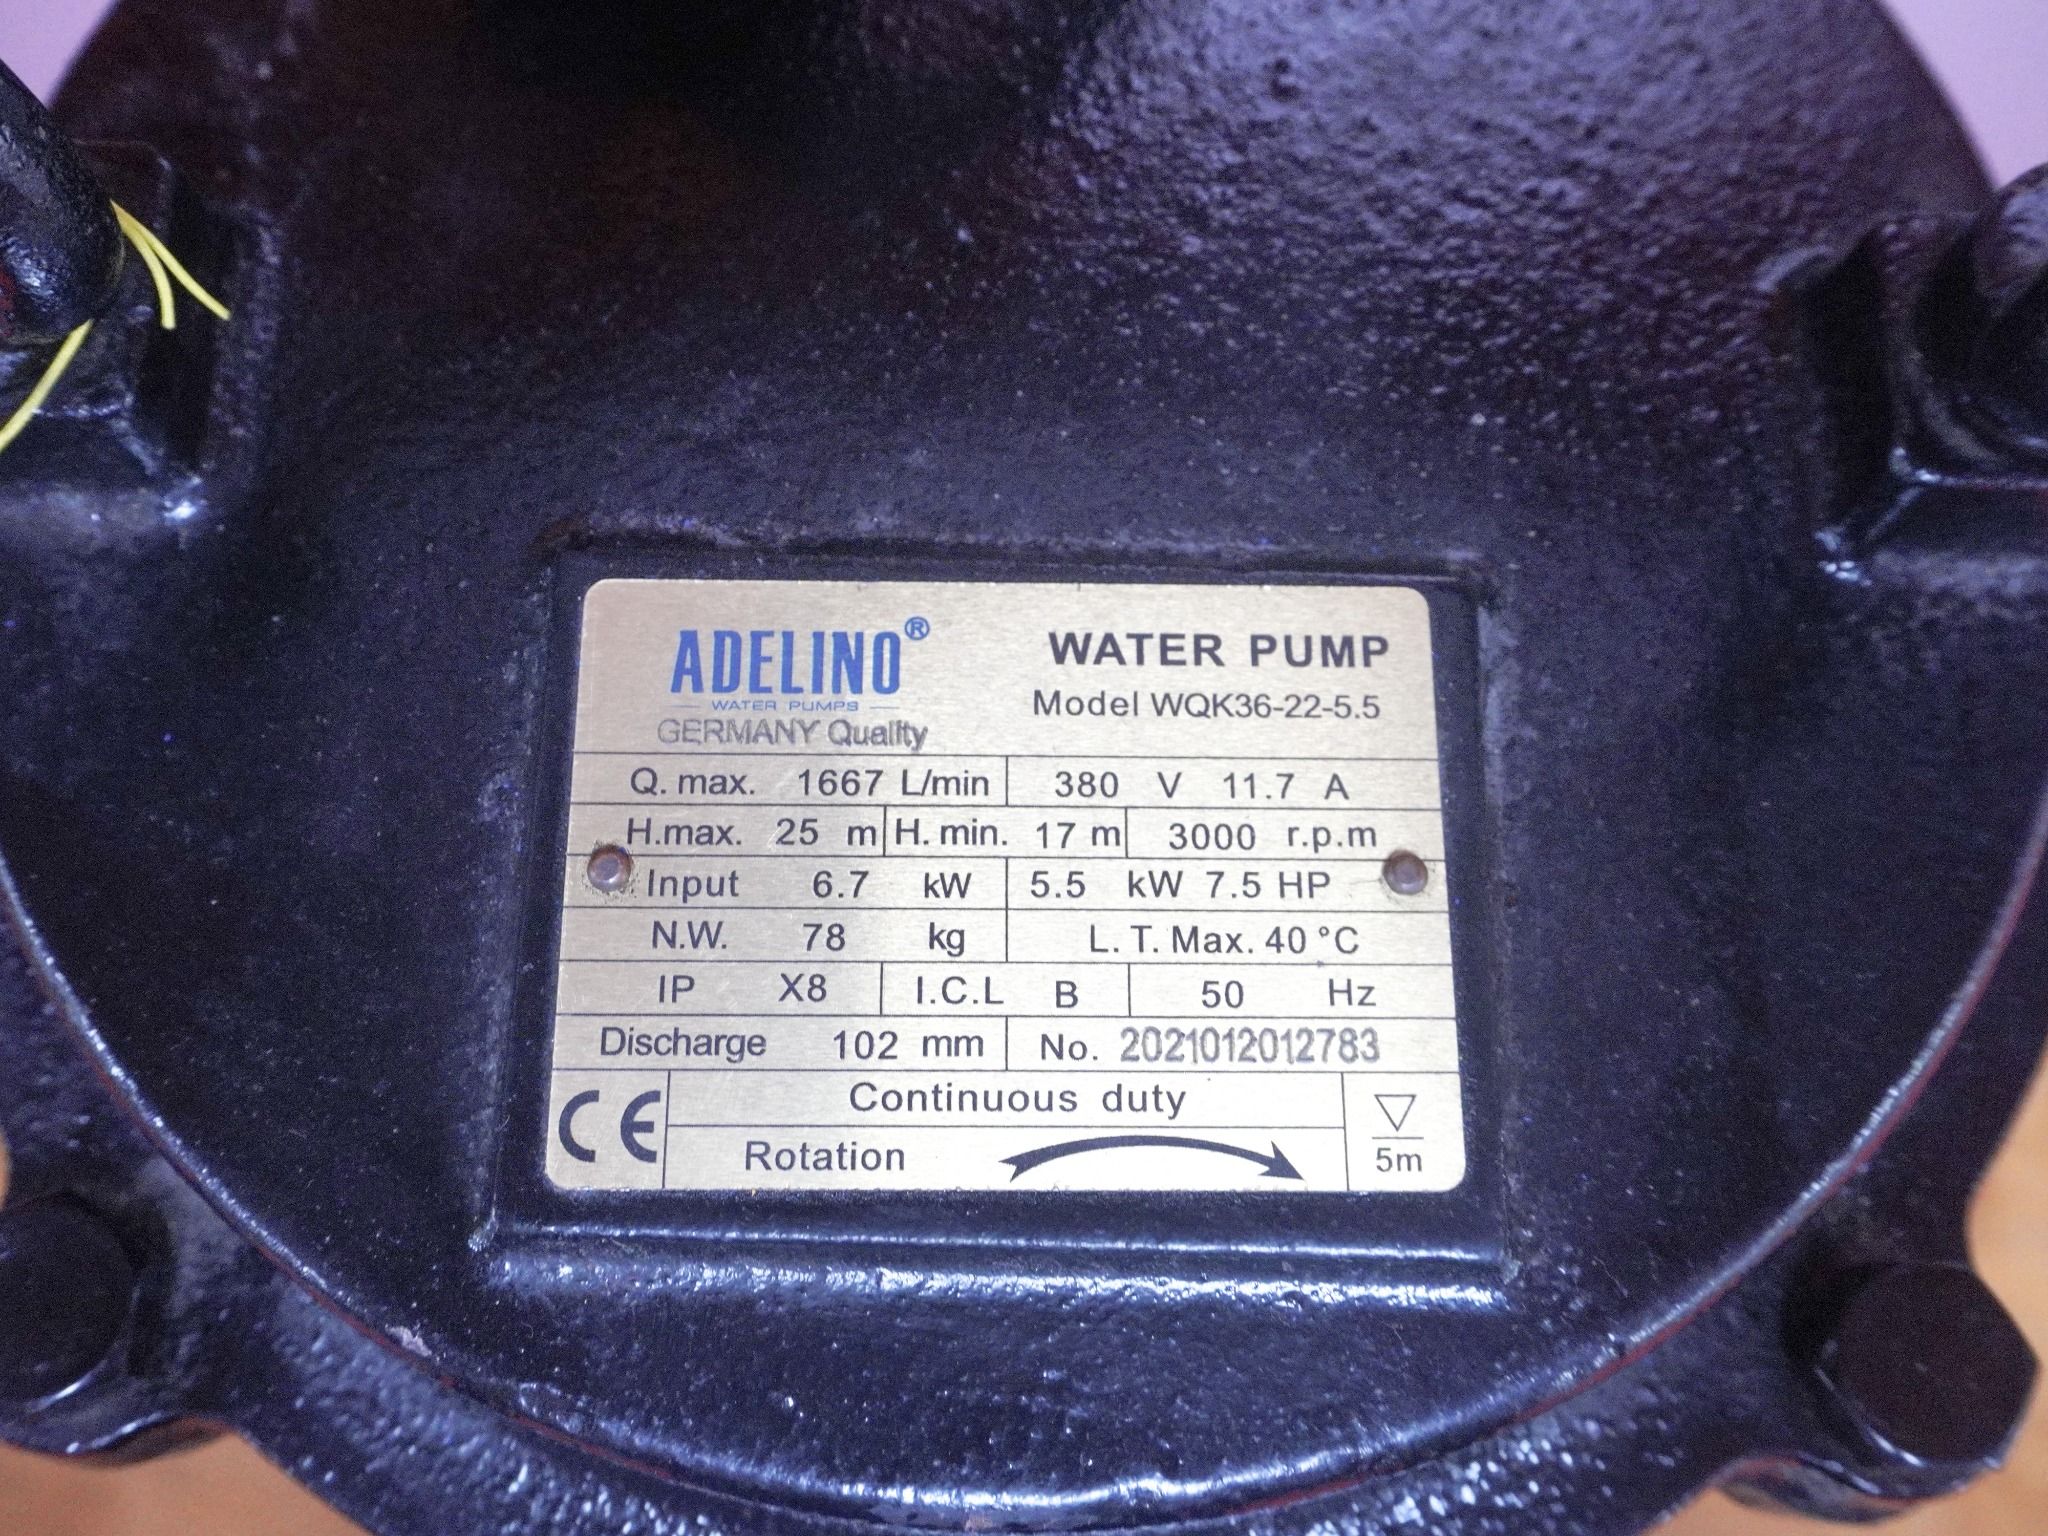 ADELINO®
WATER PUMPS
GERMANY Quality
WATER PUMP
Model WQK36-22-5.5
Q. max. 1667 L/min 380 V 11.7 A
H.max. 25 m H. min. 17 m 3000 r.p.m
Input 6.7 kW 5.5 kW 7.5 HP
N.W. 78 kg L. T. Max. 40 °C
IP X8 I.C.L B 50 Hz
Discharge 102 mm No. 2021012012783
CE Continuous duty
Rotation
5m